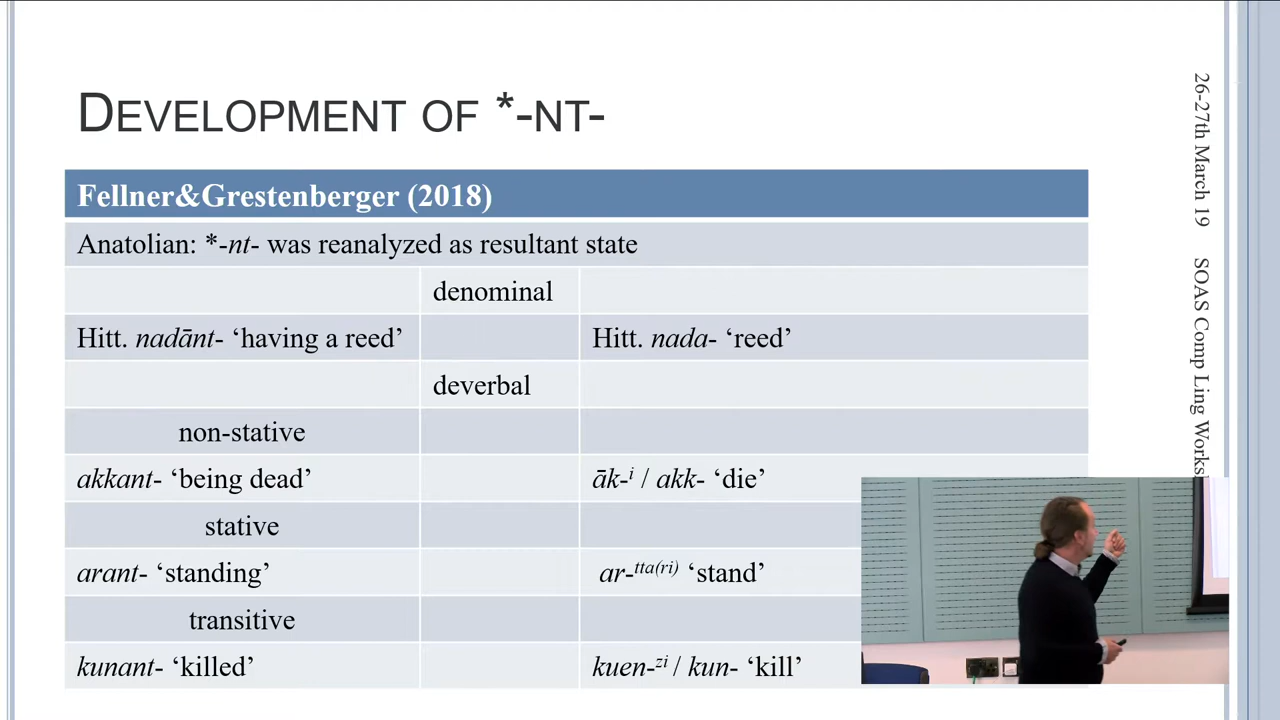 DEVELOPMENT OF *-NT-
Fellner&Grestenberger (2018)
Anatolian: *-nt- was reanalyzed as resultant state
denominal
Hitt. nadānt- ‘having a reed’ Hitt. nada- ‘reed’
deverbal
non-stative
akkant- ‘being dead’ āk-i / akk- ‘die’
stative
arant- ‘standing’ ar-tta(ri) ‘stand’
transitive
kunant- ‘killed’ kuen-zi / kun- ‘kill’
26-27th March 19 SOAS Comp Ling